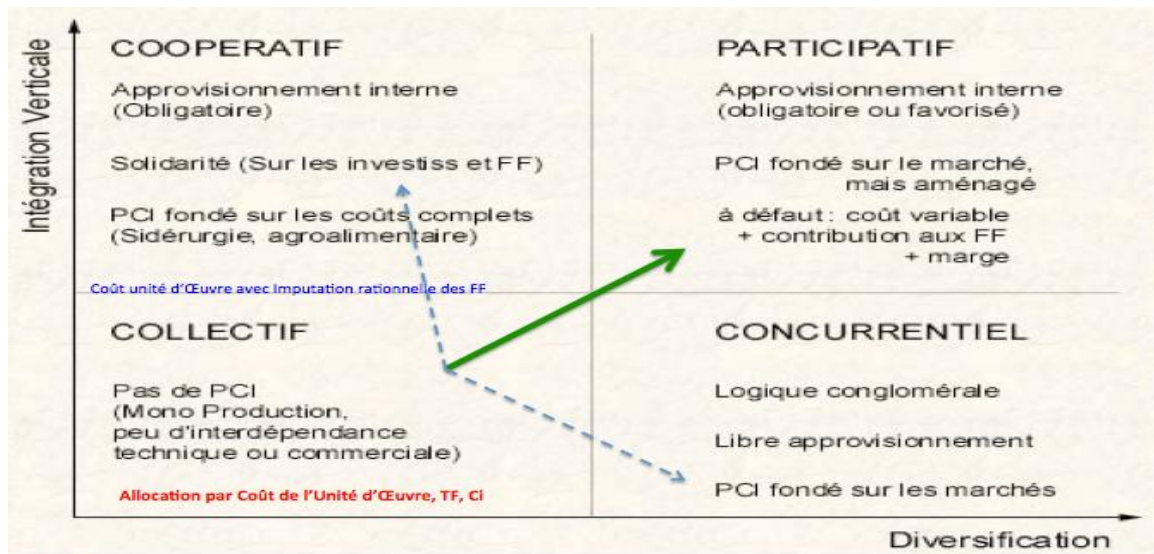 Intégration Verticale
COOPERATIF
Approvisionnement interne
(Obligatoire)
Solidarité (Sur les investiss et FF)
PCI fondé sur les coûts complets
(Sidérurgie, agroalimentaire)
Coût unité d'Œuvre avec Imputation rationnelle des FF
PARTICIPATIF
Approvisionnement interne
(obligatoire ou favorisé)
PCI fondé sur le marché,
mais aménagé
à défaut : coût variable
+ contribution aux FF
+ marge
COLLECTIF
Pas de PCI
(Mono Production,
peu d'interdépendance
technique ou commerciale)
Allocation par Coût de l'Unité d'Œuvre, TF, Ci
CONCURRENTIEL
Logique conglomérale
Libre approvisionnement
PCI fondé sur les marchés
Diversification